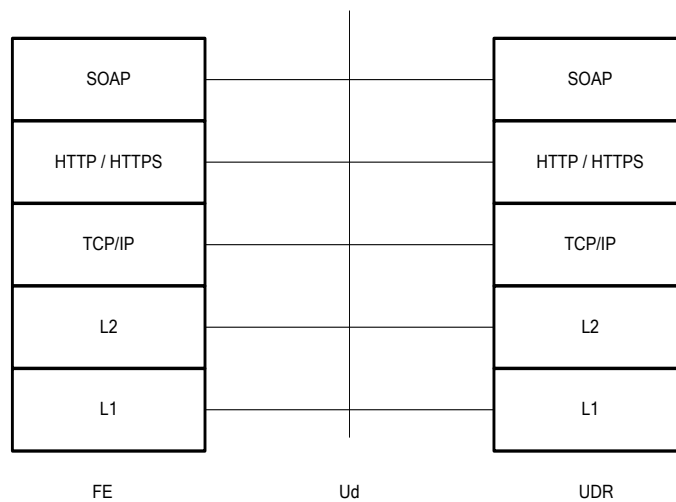 SOAP SOAP
HTTP / HTTPS HTTP / HTTPS
TCP/IP TCP/IP
L2 L2
L1 L1
FE Ud UDR